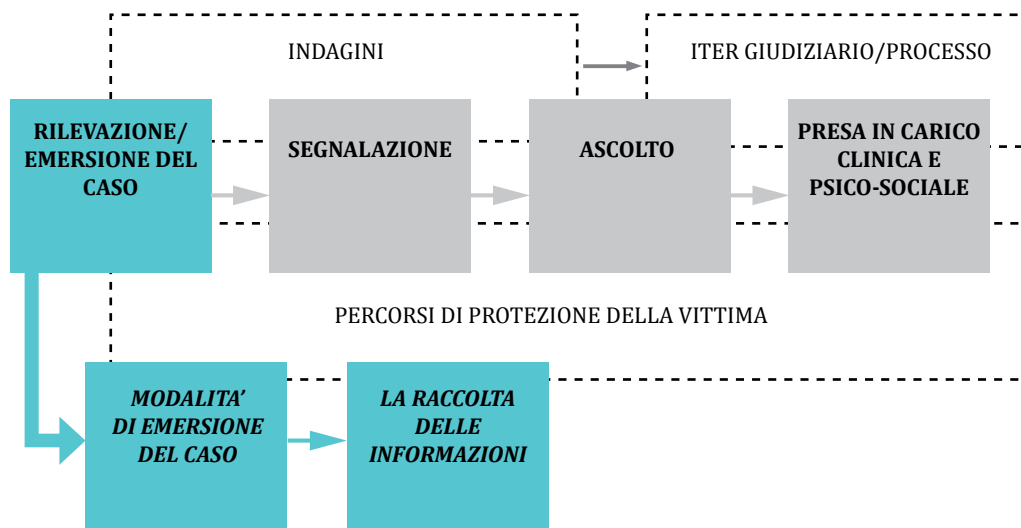 INDAGINI
ITER GIUDIZIARIO/PROCESSO
RILEVAZIONE/
EMERSIONE DEL
CASO
SEGNALAZIONE
ASCOLTO
PRESA IN CARICO
CLINICA E
PSICO-SOCIALE
PERCORSI DI PROTEZIONE DELLA VITTIMA
MODALITA’
DI EMERSIONE
DEL CASO
LA RACCOLTA
DELLE
INFORMAZIONI